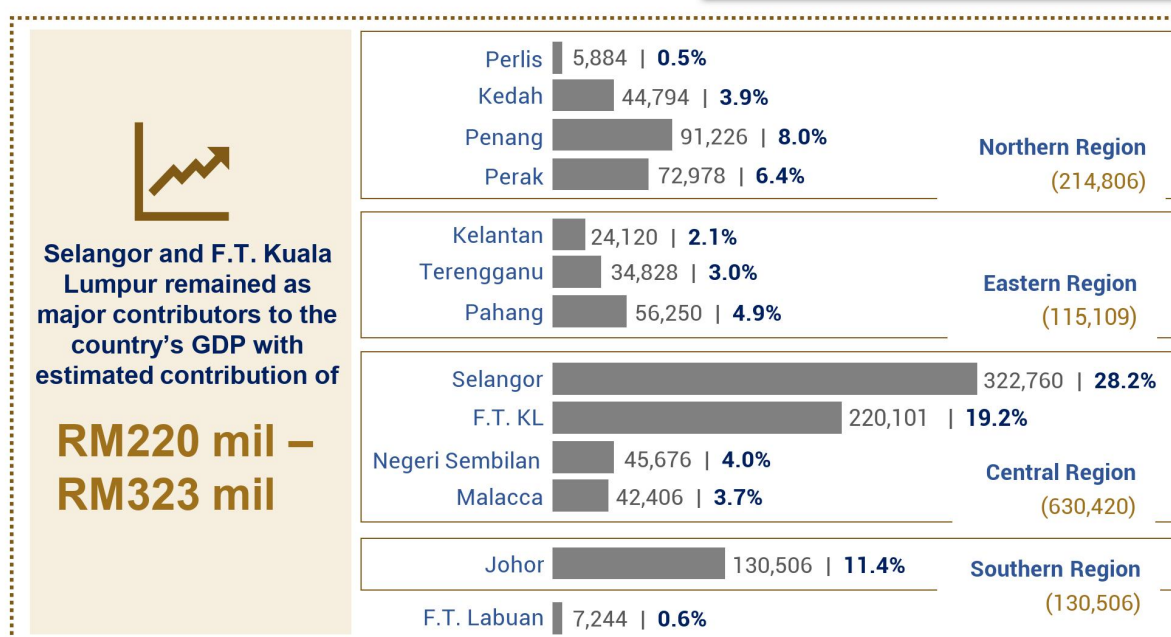 Selangor and F.T. Kuala
Lumpur remained as
major contributors to the
country's GDP with
estimated contribution of
RM220 mil –
RM323 mil
Perlis 5,884 | 0.5%
Kedah 44,794 | 3.9%
Penang 91,226 | 8.0%
Perak 72,978 | 6.4%
Northern Region
(214,806)
Kelantan 24,120 | 2.1%
Terengganu 34,828 | 3.0%
Pahang 56,250 | 4.9%
Eastern Region
(115,109)
Selangor 322,760 | 28.2%
F.T. KL 220,101 | 19.2%
Negeri Sembilan 45,676 | 4.0%
Malacca 42,406 | 3.7%
Central Region
(630,420)
Johor 130,506 | 11.4%
Southern Region
(130,506)
F.T. Labuan 7,244 | 0.6%